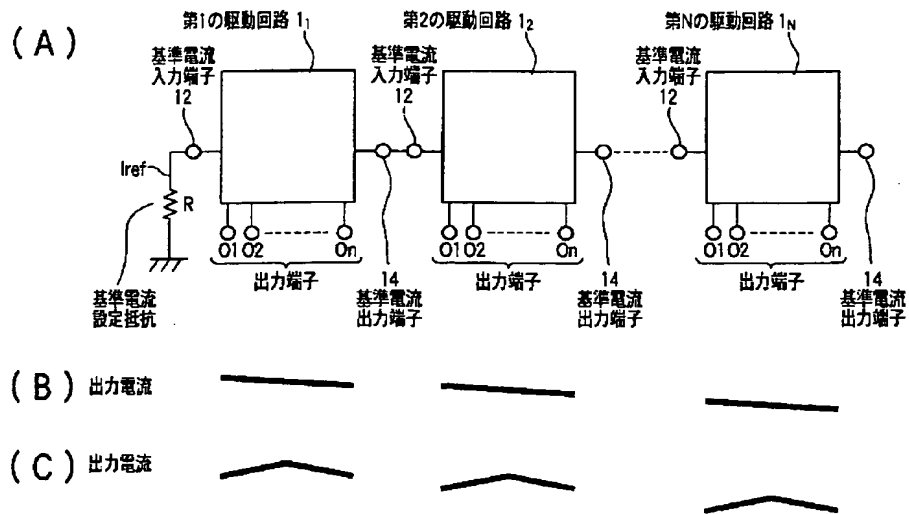 (A)
第1の駆動回路 1₁
第2の駆動回路 1₂
第Nの駆動回路 1N
基準電流
入力端子
12
基準電流
入力端子
12
基準電流
入力端子
12
Iref
R
O1 O2 On
O1 O2 On
O1 O2 On
出力端子
出力端子
出力端子
基準電流
設定抵抗
14
基準電流
出力端子
14
基準電流
出力端子
14
基準電流
出力端子
(B) 出力電流
(C) 出力電流